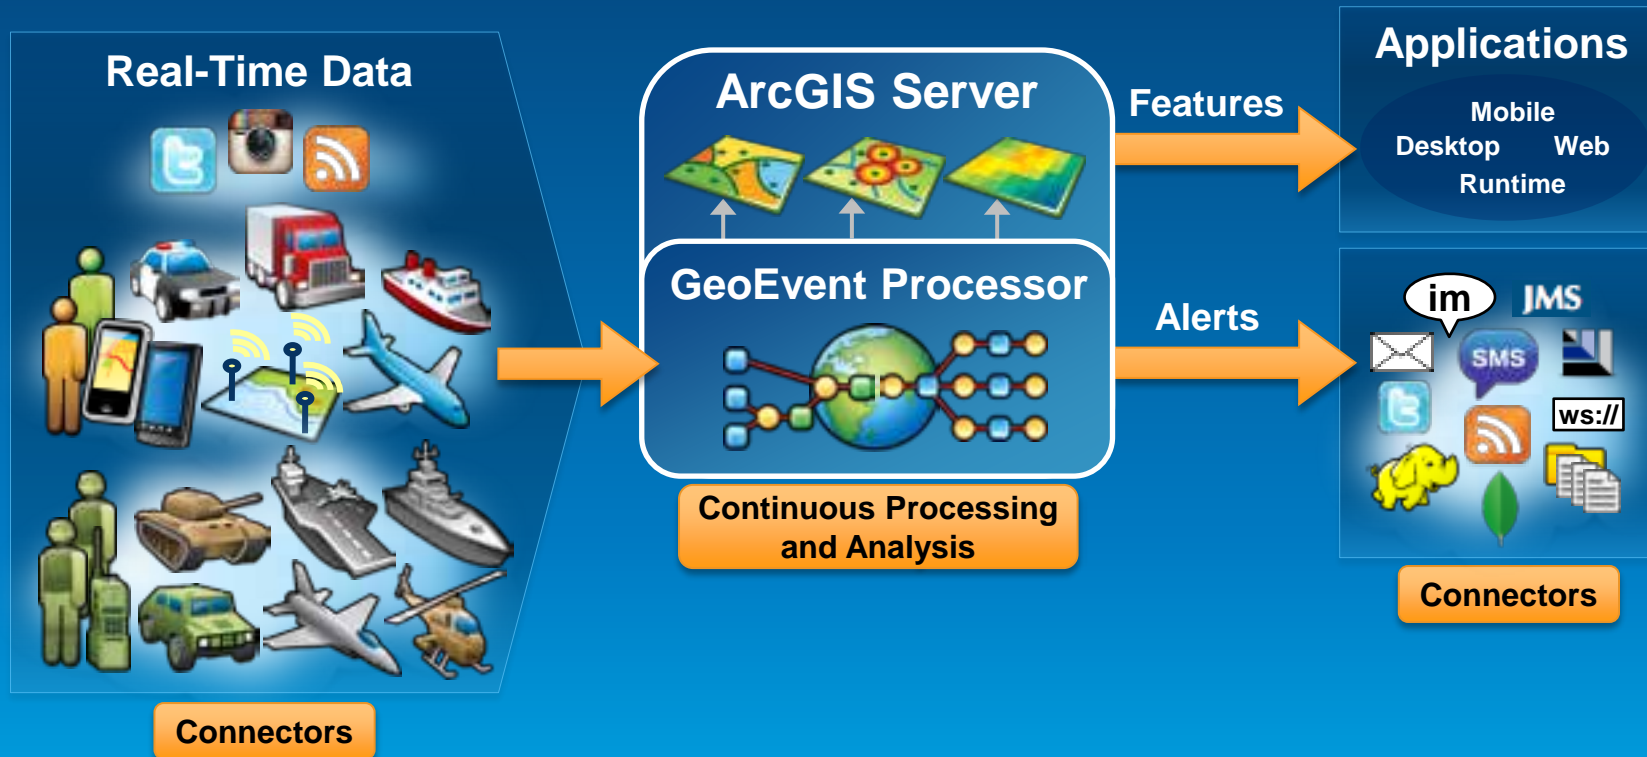 Real-Time Data
Connectors
ArcGIS Server
GeoEvent Processor
Continuous Processing
and Analysis
Features
Alerts
Applications
Mobile
Desktop Web
Runtime
im
JMS
SMS
ws://
Connectors